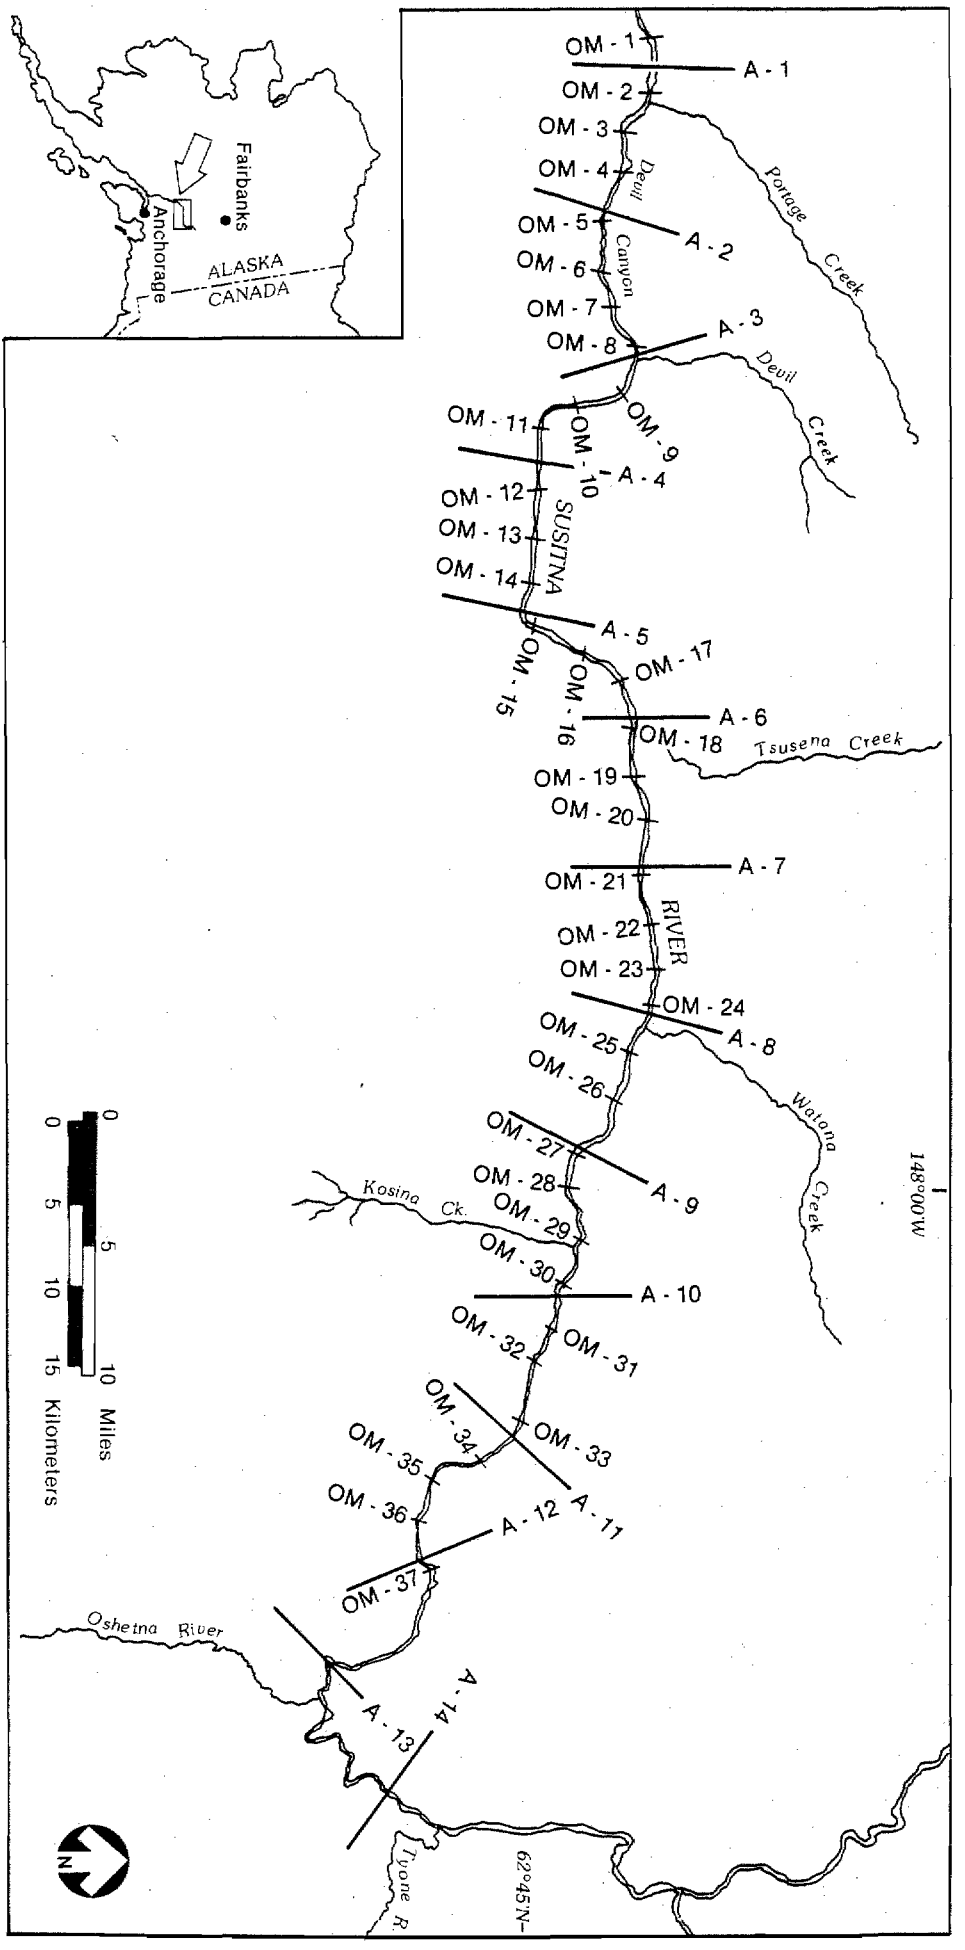 Fairbanks
Anchorage
ALASKA
CANADA
OM - 1
A - 1
OM - 2
OM - 3
Portage Creek
OM - 4
Devil Canyon
OM - 5
A - 2
OM - 6
OM - 7
OM - 8
A - 3
Devil Creek
OM - 9
OM - 10
OM - 11
A - 4
OM - 12
SUSITNA
OM - 13
OM - 14
A - 5
OM - 15
OM - 16
OM - 17
A - 6
OM - 18
Tsusena Creek
OM - 19
OM - 20
A - 7
OM - 21
RIVER
OM - 22
OM - 23
OM - 24
A - 8
OM - 25
OM - 26
Watana Creek
148°00'W
OM - 27
A - 9
OM - 28
Kosina Ck.
OM - 29
OM - 30
A - 10
OM - 31
OM - 32
OM - 33
OM - 34
A - 11
OM - 35
OM - 36
A - 12
OM - 37
Oshetna River
A - 13
A - 14
Tyone R.
62°45'N
0 5 10 Miles
0 5 10 15 Kilometers
N